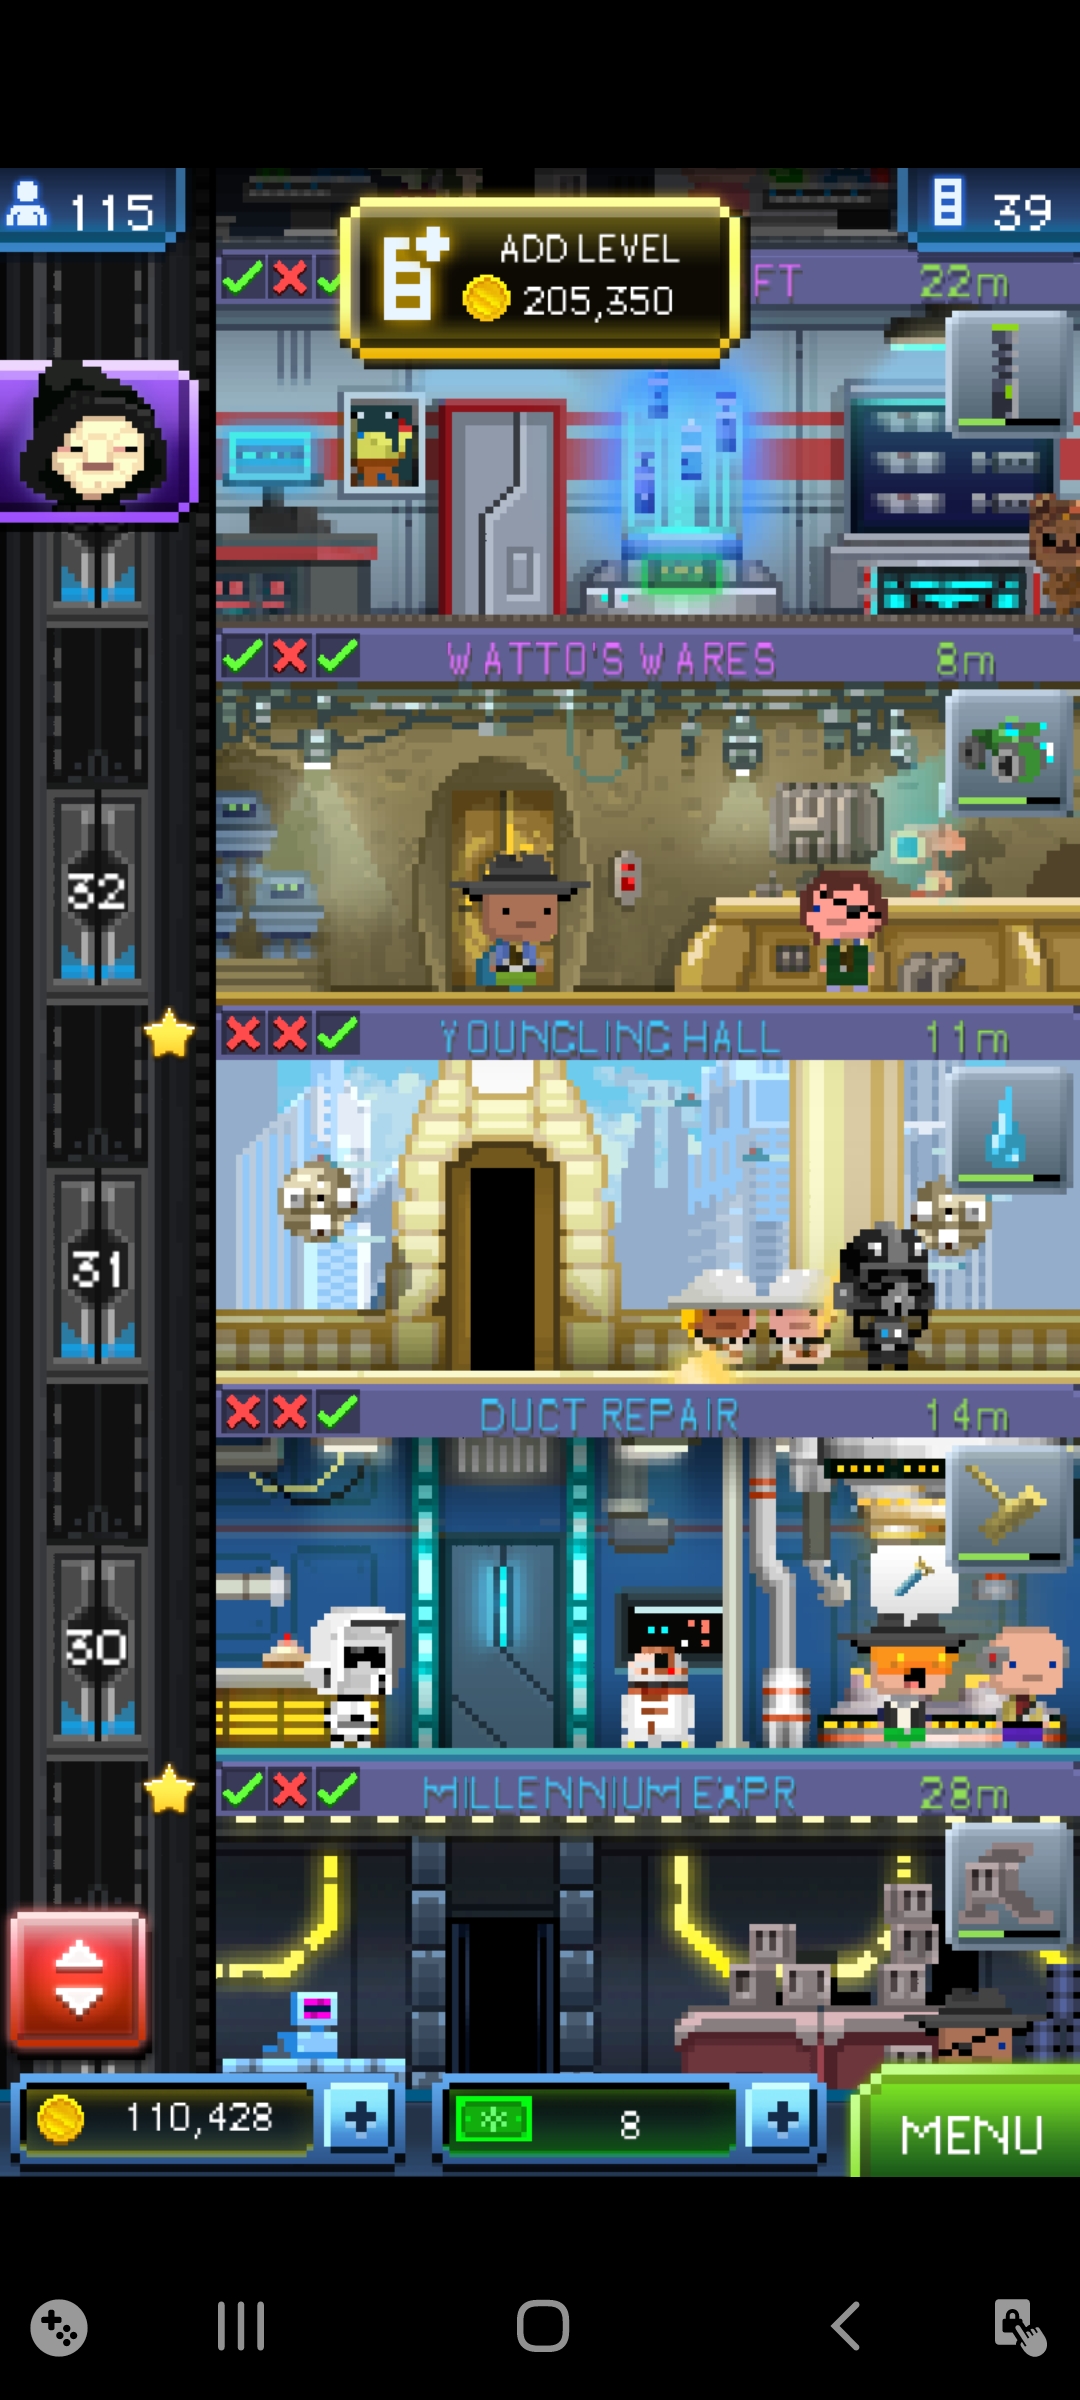 115
ADD LEVEL
205,350
39
FT 22m
WATTO'S WARES 8m
32
YOUNGLING HALL 11m
31
DUCT REPAIR 14m
30
MILLENNIUM EXPR 28m
110,428
8
MENU